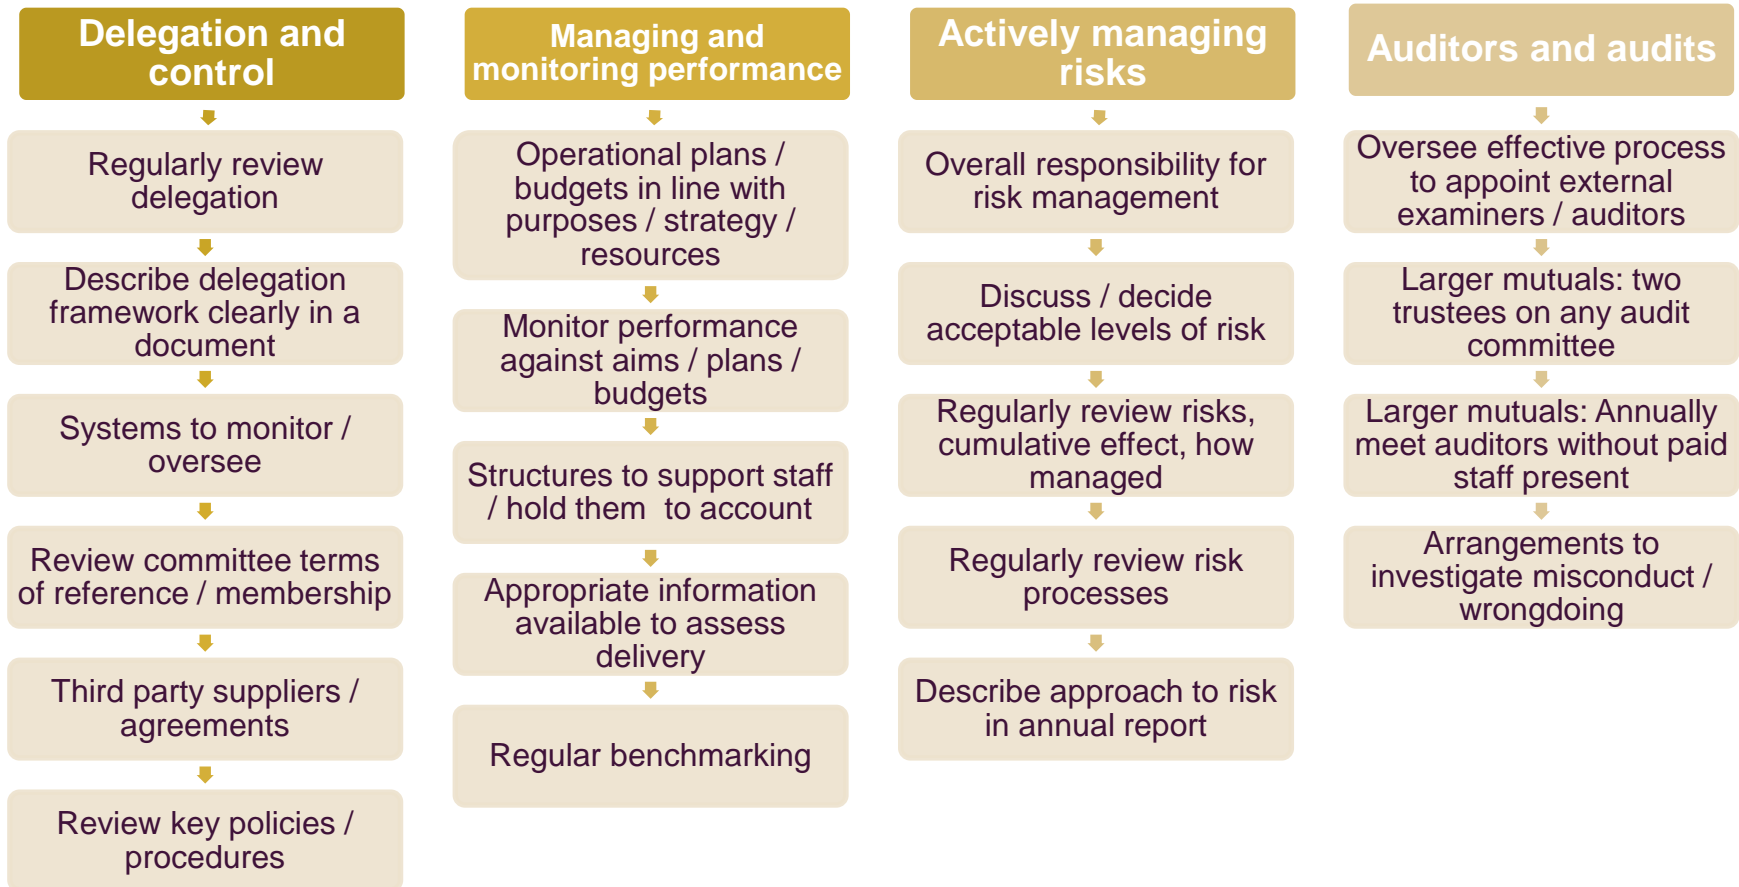 Delegation and
control
Regularly review
delegation
Describe delegation
framework clearly in a
document
Systems to monitor /
oversee
Review committee terms
of reference / membership
Third party suppliers /
agreements
Review key policies /
procedures
Managing and
monitoring performance
Operational plans /
budgets in line with
purposes / strategy /
resources
Monitor performance
against aims / plans /
budgets
Structures to support staff
/ hold them  to account
Appropriate information
available to assess
delivery
Regular benchmarking
Actively managing
risks
Overall responsibility for
risk management
Discuss / decide
acceptable levels of risk
Regularly review risks,
cumulative effect, how
managed
Regularly review risk
processes
Describe approach to risk
in annual report
Auditors and audits
Oversee effective process
to appoint external
examiners / auditors
Larger mutuals: two
trustees on any audit
committee
Larger mutuals: Annually
meet auditors without paid
staff present
Arrangements to
investigate misconduct /
wrongdoing